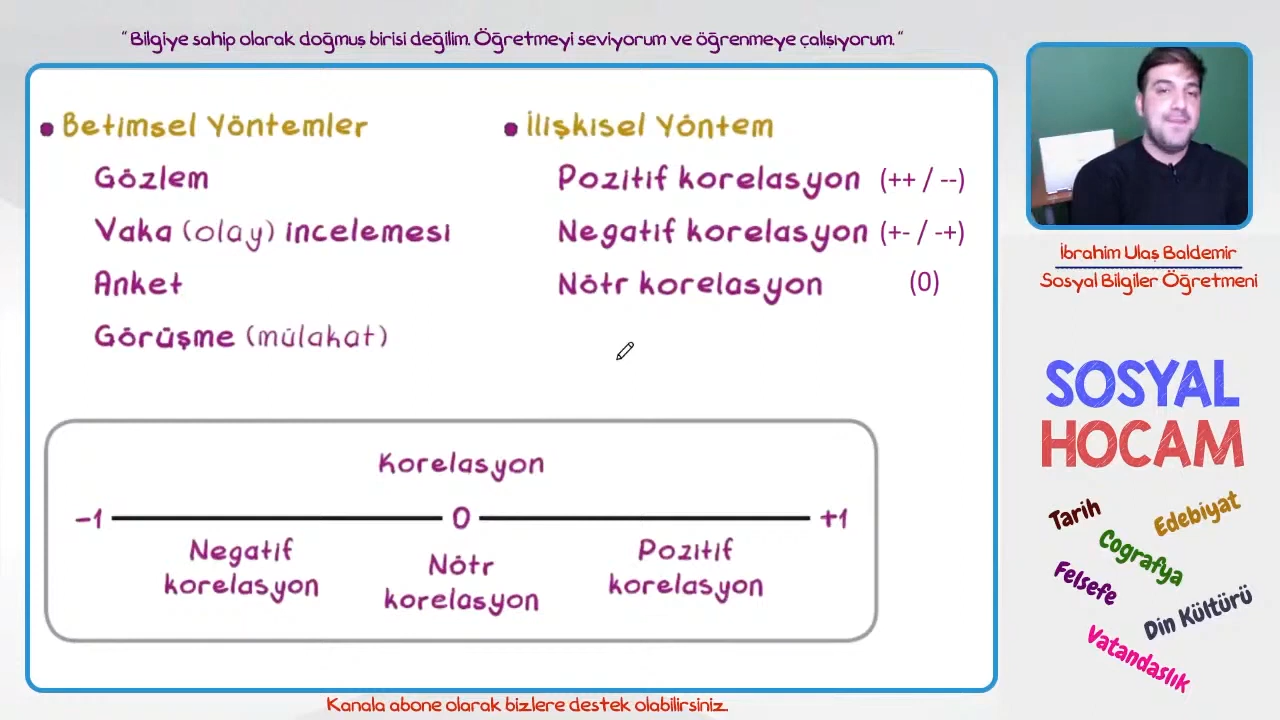 “Bilgiye sahip olarak doğmuş birisi değilim. Öğretmeyi seviyorum ve öğrenmeye çalışıyorum.”
• Betimsel Yöntemler
Gözlem
Vaka (olay) incelemesi
Anket
Görüşme (mülakat)
• İlişkisel Yöntem
Pozitif korelasyon (++ / --)
Negatif korelasyon (+- / -+)
Nötr korelasyon (0)
Korelasyon
-1 0 +1
Negatif korelasyon
Nötr korelasyon
Pozitif korelasyon
İbrahim Ulaş Baldemir
Sosyal Bilgiler Öğretmeni
SOSYAL
HOCAM
Tarih
Edebiyat
Coğrafya
Felsefe
Din Kültürü
Vatandaşlık
Kanala abone olarak bizlere destek olabilirsiniz.